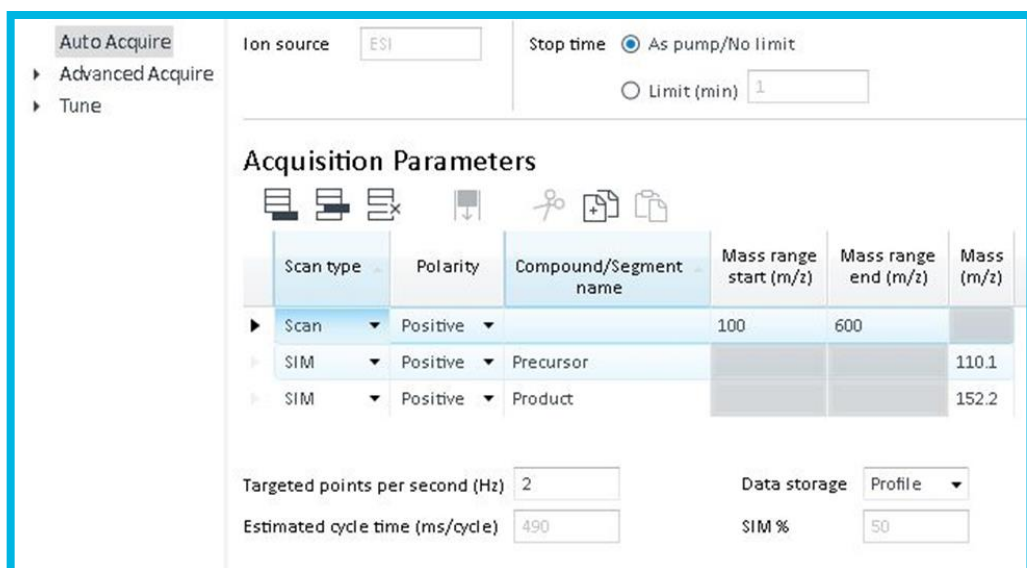 Auto Acquire
Advanced Acquire
Tune
Ion source ESI
Stop time As pump/No limit
Limit (min) 1
Acquisition Parameters
Scan type Polarity Compound/Segment name Mass range start (m/z) Mass range end (m/z) Mass (m/z)
Scan Positive 100 600
SIM Positive Precursor 110.1
SIM Positive Product 152.2
Targeted points per second (Hz) 2 Data storage Profile
Estimated cycle time (ms/cycle) 490 SIM % 50